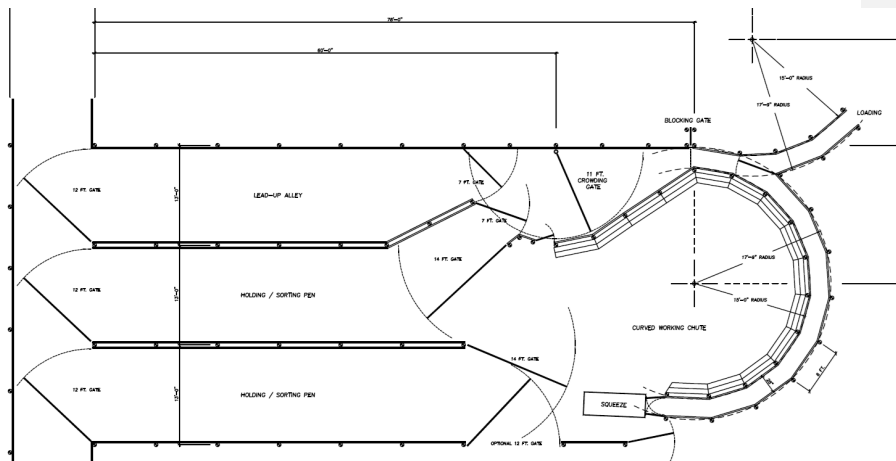 78'-0"
60'-0"
15'-0" RADIUS
17'-6" RADIUS
LOADING
BLOCKING GATE
12 FT. GATE
12'-0"
LEAD-UP ALLEY
7 FT. GATE
11 FT.
CROWDING
GATE
7 FT. GATE
14 FT. GATE
17'-6" RADIUS
12 FT. GATE
12'-0"
HOLDING / SORTING PEN
15'-0" RADIUS
CURVED WORKING CHUTE
14 FT. GATE
8 FT.
12 FT. GATE
12'-0"
HOLDING / SORTING PEN
SQUEEZE
OPTIONAL 12 FT. GATE